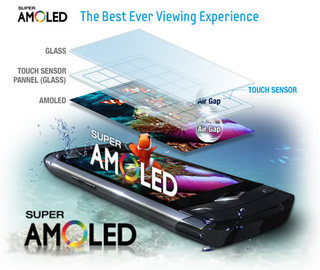 SUPER
AMOLED
The Best Ever Viewing Experience
GLASS
TOUCH SENSOR
PANNEL (GLASS)
AMOLED
TOUCH SENSOR
Air Gap
Air Gap
SUPER
AMOLED
SUPER
AMOLED